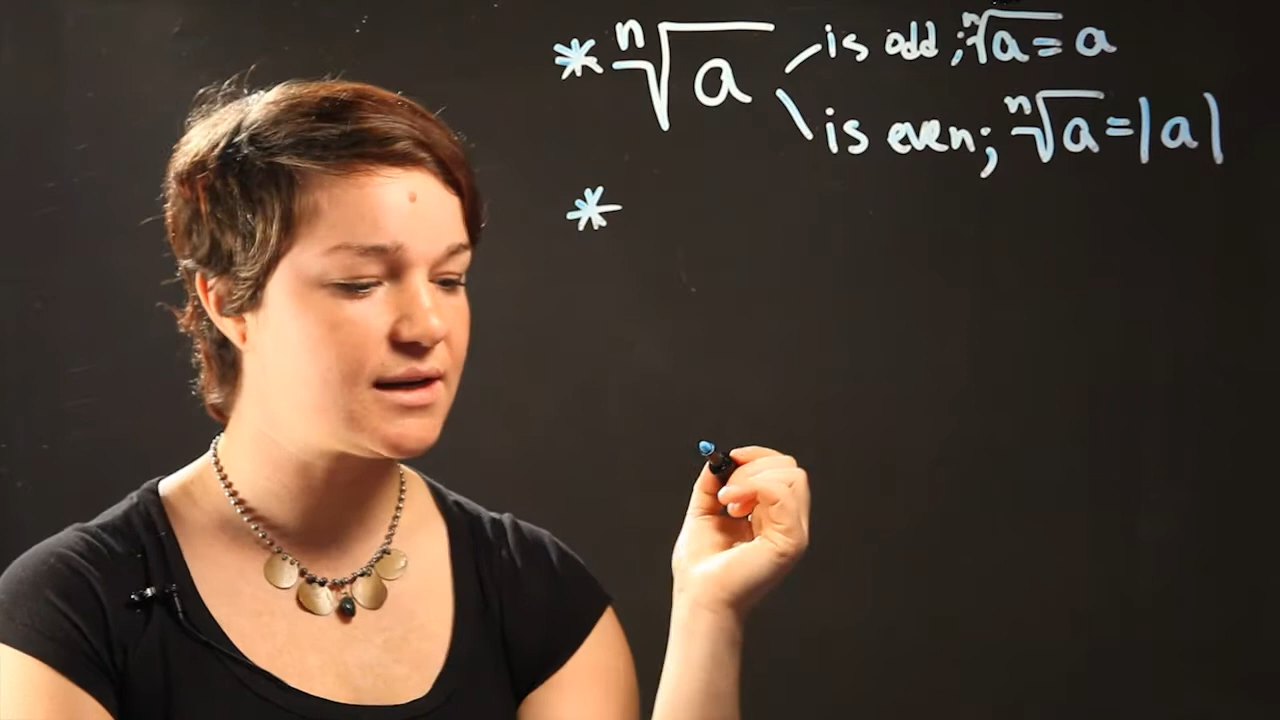 * ⁿ√a is odd; ⁿ√a = a
is even; ⁿ√a = |a|
*